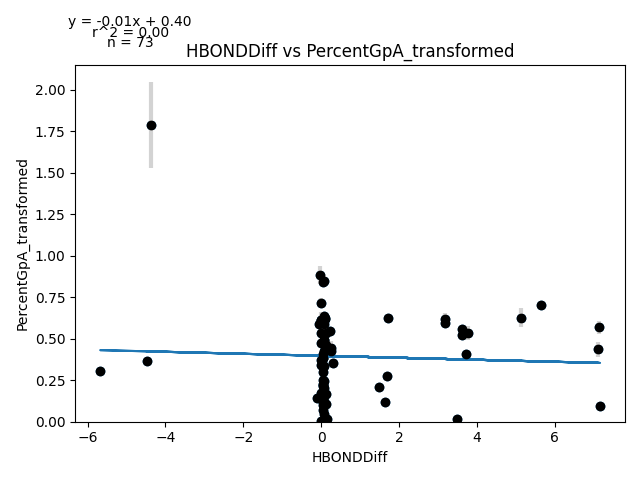 y = -0.01x + 0.40
r^2 = 0.00
n = 73
HBONDDiff vs PercentGpA_transformed
2.00
1.75
1.50
1.25
1.00
0.75
0.50
0.25
0.00
PercentGpA_transformed
−6
−4
−2
0
2
4
6
HBONDDiff